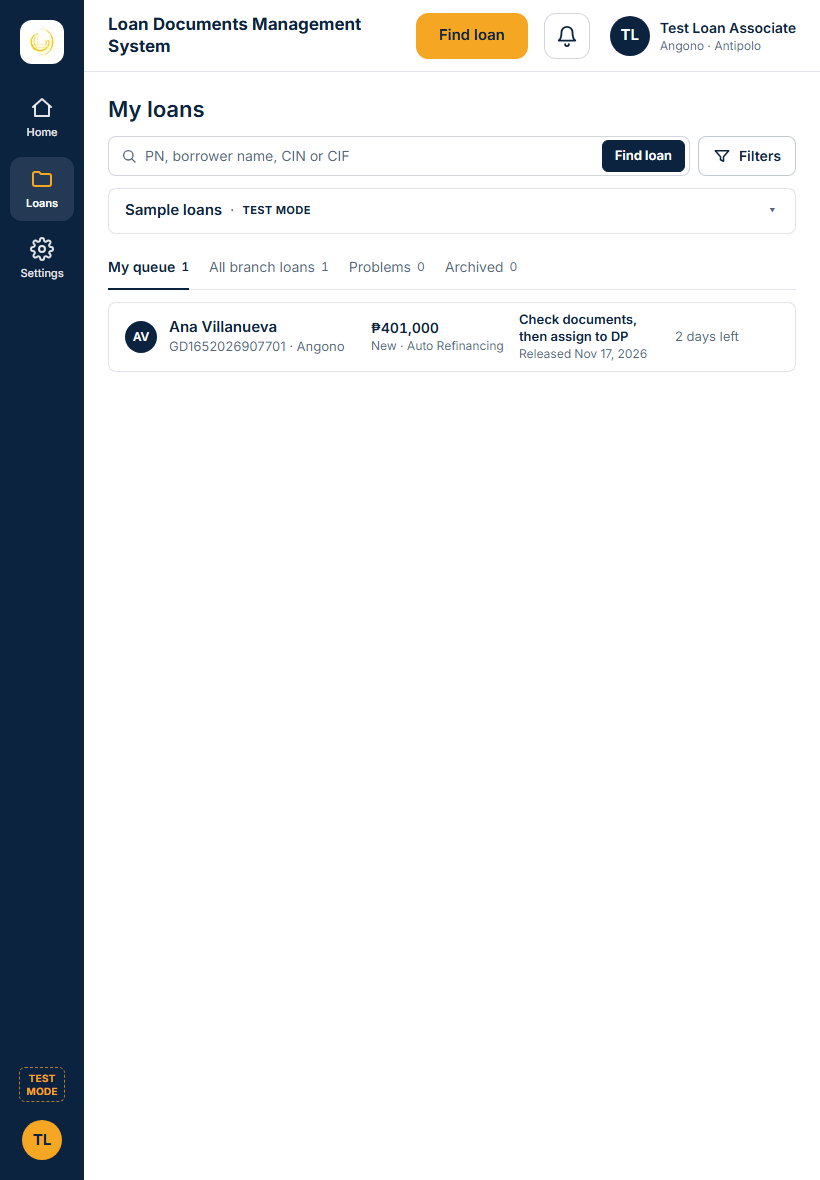 Loan Documents Management
System
Find loan
TL
Test Loan Associate
Angono · Antipolo
Home
Loans
Settings
TEST
MODE
TL
My loans
PN, borrower name, CIN or CIF
Find loan
Filters
Sample loans · TEST MODE
My queue 1
All branch loans 1
Problems 0
Archived 0
AV
Ana Villanueva
GD1652026907701 · Angono
₱401,000
New · Auto Refinancing
Check documents,
then assign to DP
Released Nov 17, 2026
2 days left